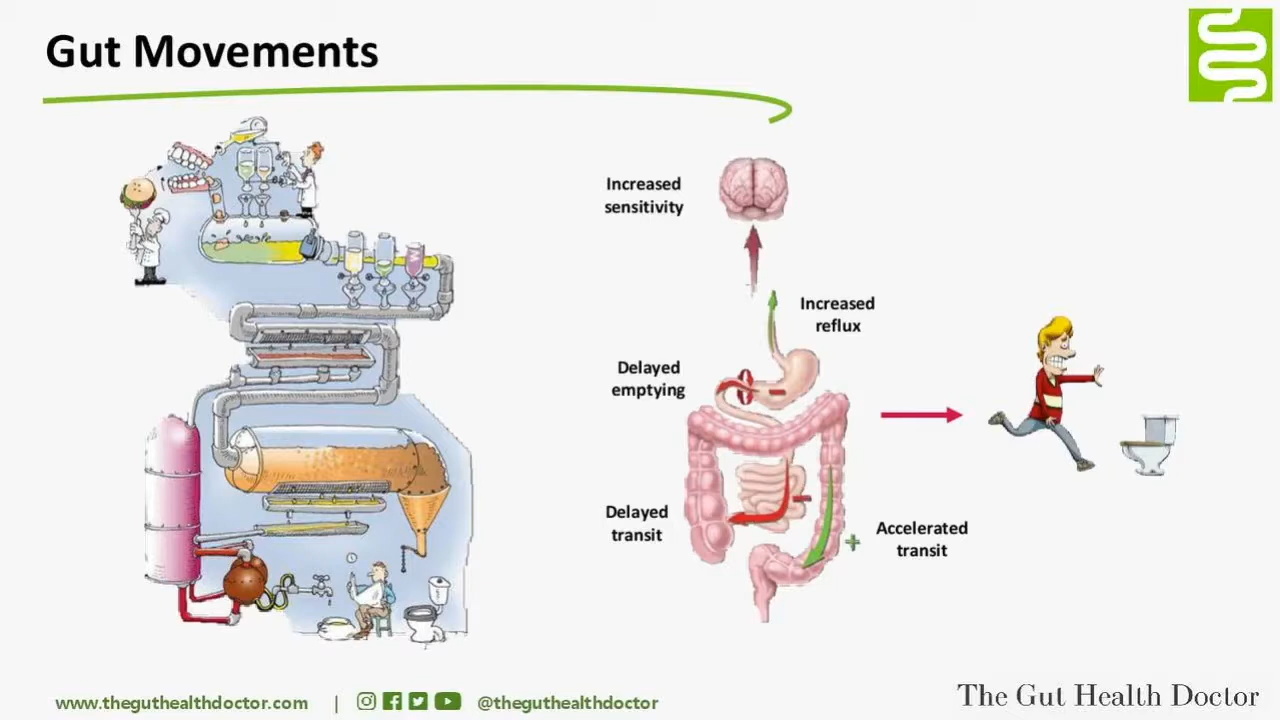 Gut Movements
Increased
sensitivity
Increased
reflux
Delayed
emptying
Delayed
transit
Accelerated
transit
www.theguthealthdoctor.com | @theguthealthdoctor
The Gut Health Doctor